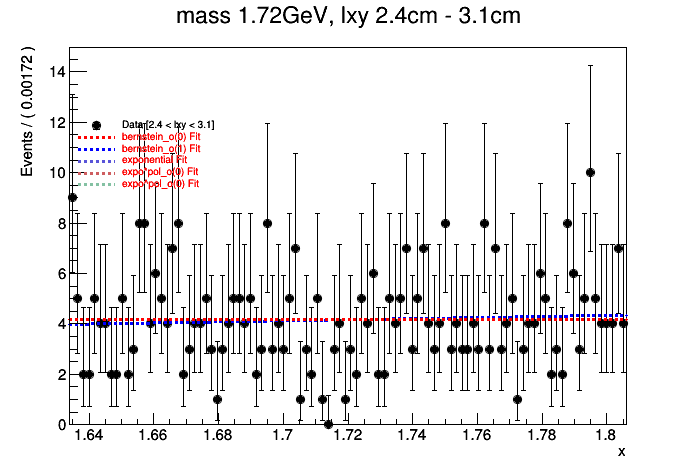 mass 1.72GeV, lxy 2.4cm - 3.1cm
Events / ( 0.00172 )
14
12
10
8
6
4
2
0
Data[2.4 < lxy < 3.1]
bernstein_o(0) Fit
bernstein_o(1) Fit
exponential Fit
expo*pol_o(0) Fit
expo*pol_o(0) Fit
1.64 1.66 1.68 1.7 1.72 1.74 1.76 1.78 1.8
x